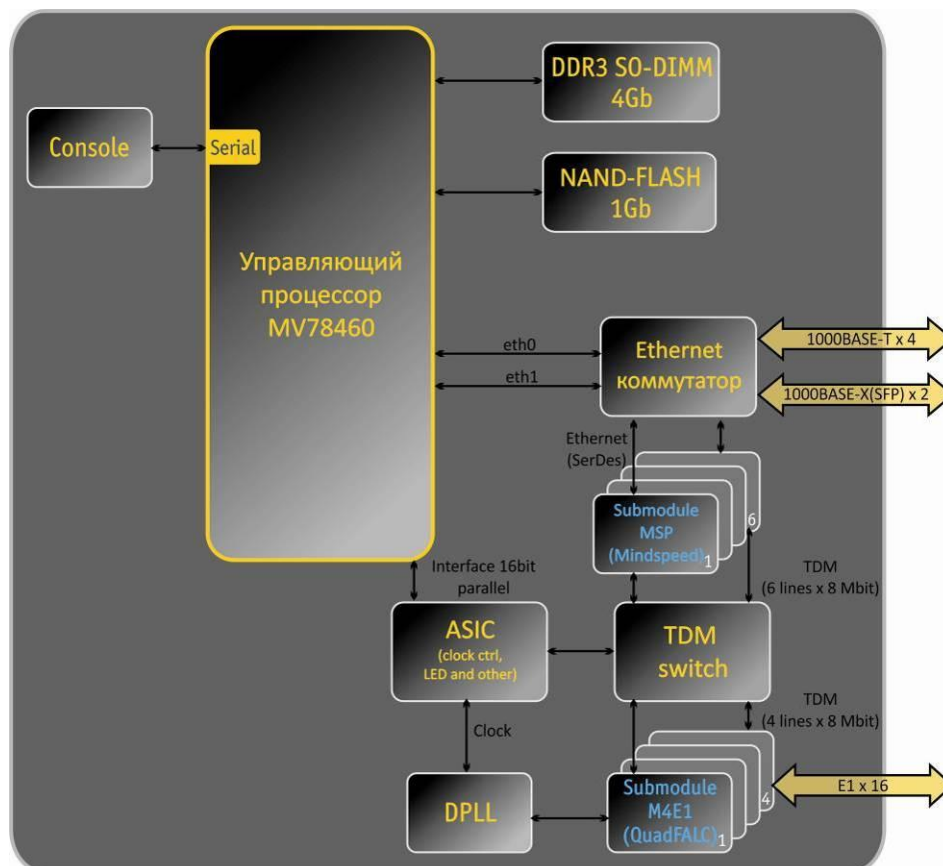 DDR3 SO-DIMM
4Gb
Console
Serial
NAND-FLASH
1Gb
Управляющий
процессор
MV78460
eth0
eth1
Ethernet
коммутатор
1000BASE-T x 4
1000BASE-X(SFP) x 2
Ethernet
(SerDes)
Submodule
MSP
(Mindspeed)
1
6
Interface 16bit
parallel
TDM
(6 lines x 8 Mbit)
ASIC
(clock ctrl,
LED and other)
TDM
switch
TDM
(4 lines x 8 Mbit)
Clock
DPLL
Submodule
M4E1
(QuadFALC)
1
4
E1 x 16